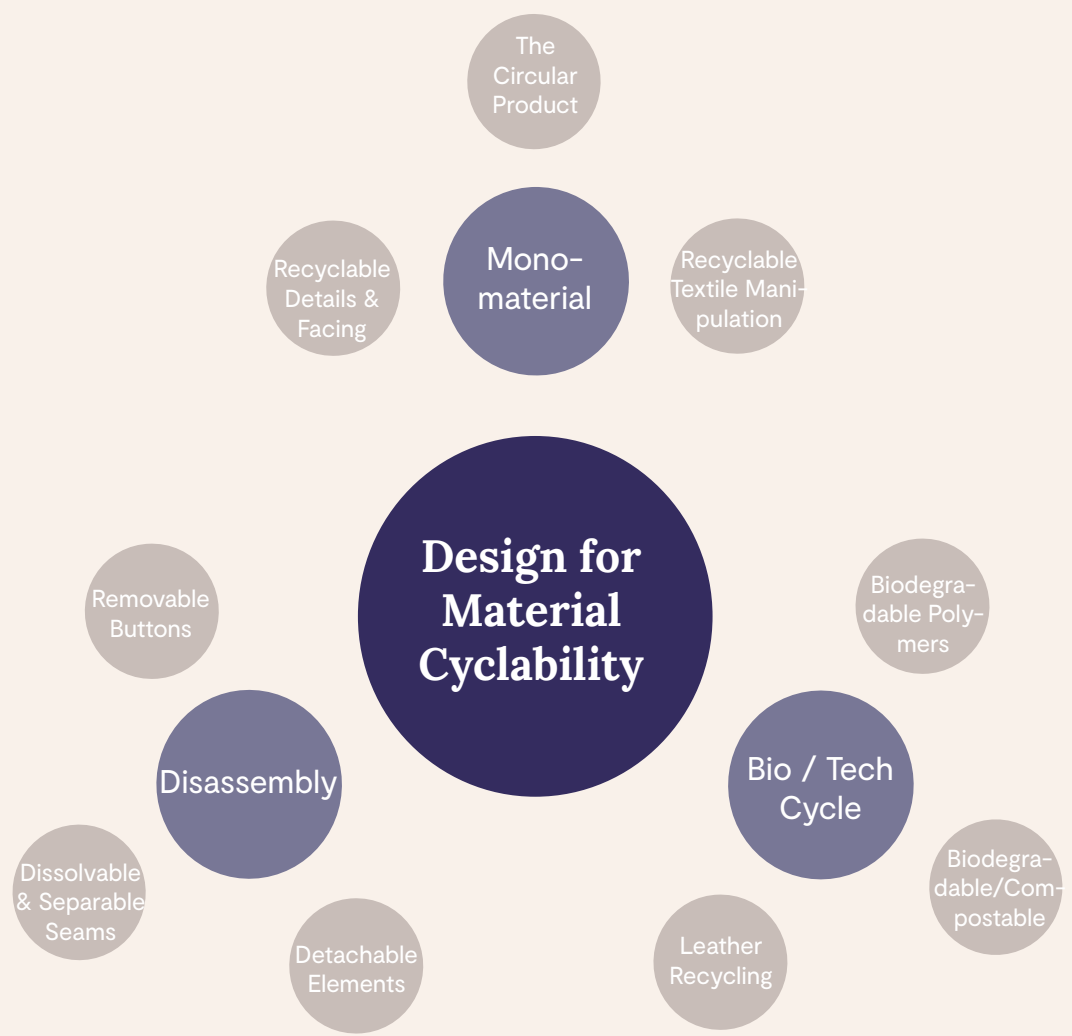 The
Circular
Product
Mono-
material
Recyclable
Details &
Facing
Recyclable
Textile Mani-
pulation
Design for
Material
Cyclability
Removable
Buttons
Disassembly
Dissolvable
& Separable
Seams
Detachable
Elements
Biodegra-
dable Poly-
mers
Bio / Tech
Cycle
Biodegra-
dable/Com-
postable
Leather
Recycling